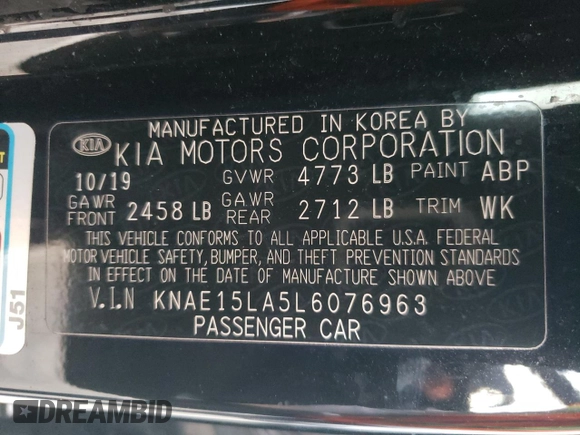 MANUFACTURED IN KOREA BY
KIA KIA MOTORS CORPORATION
10/19 GVWR 4773 LB PAINT ABP
GAWR FRONT 2458 LB GAWR REAR 2712 LB TRIM WK
THIS VEHICLE CONFORMS TO ALL APPLICABLE U.S.A. FEDERAL
MOTOR VEHICLE SAFETY, BUMPER, AND THEFT PREVENTION STANDARDS
IN EFFECT ON THE DATE OF MANUFACTURE SHOWN ABOVE
V.I.N KNAE15LA5L6076963
PASSENGER CAR
J51
DREAMBID